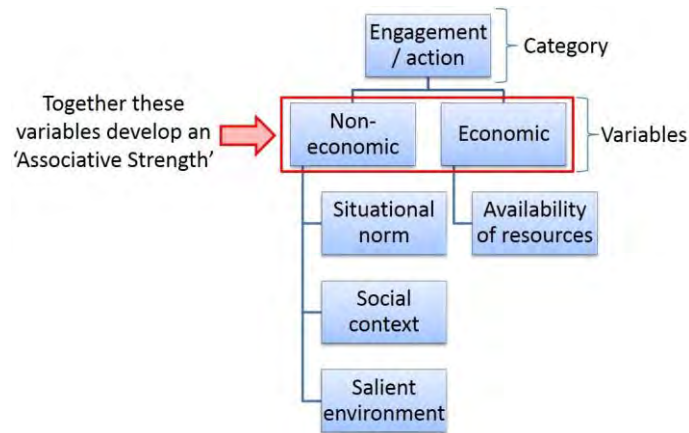 Engagement
/ action
Category
Together these
variables develop an
‘Associative Strength’
Non-
economic
Economic
Variables
Situational
norm
Availability
of resources
Social
context
Salient
environment